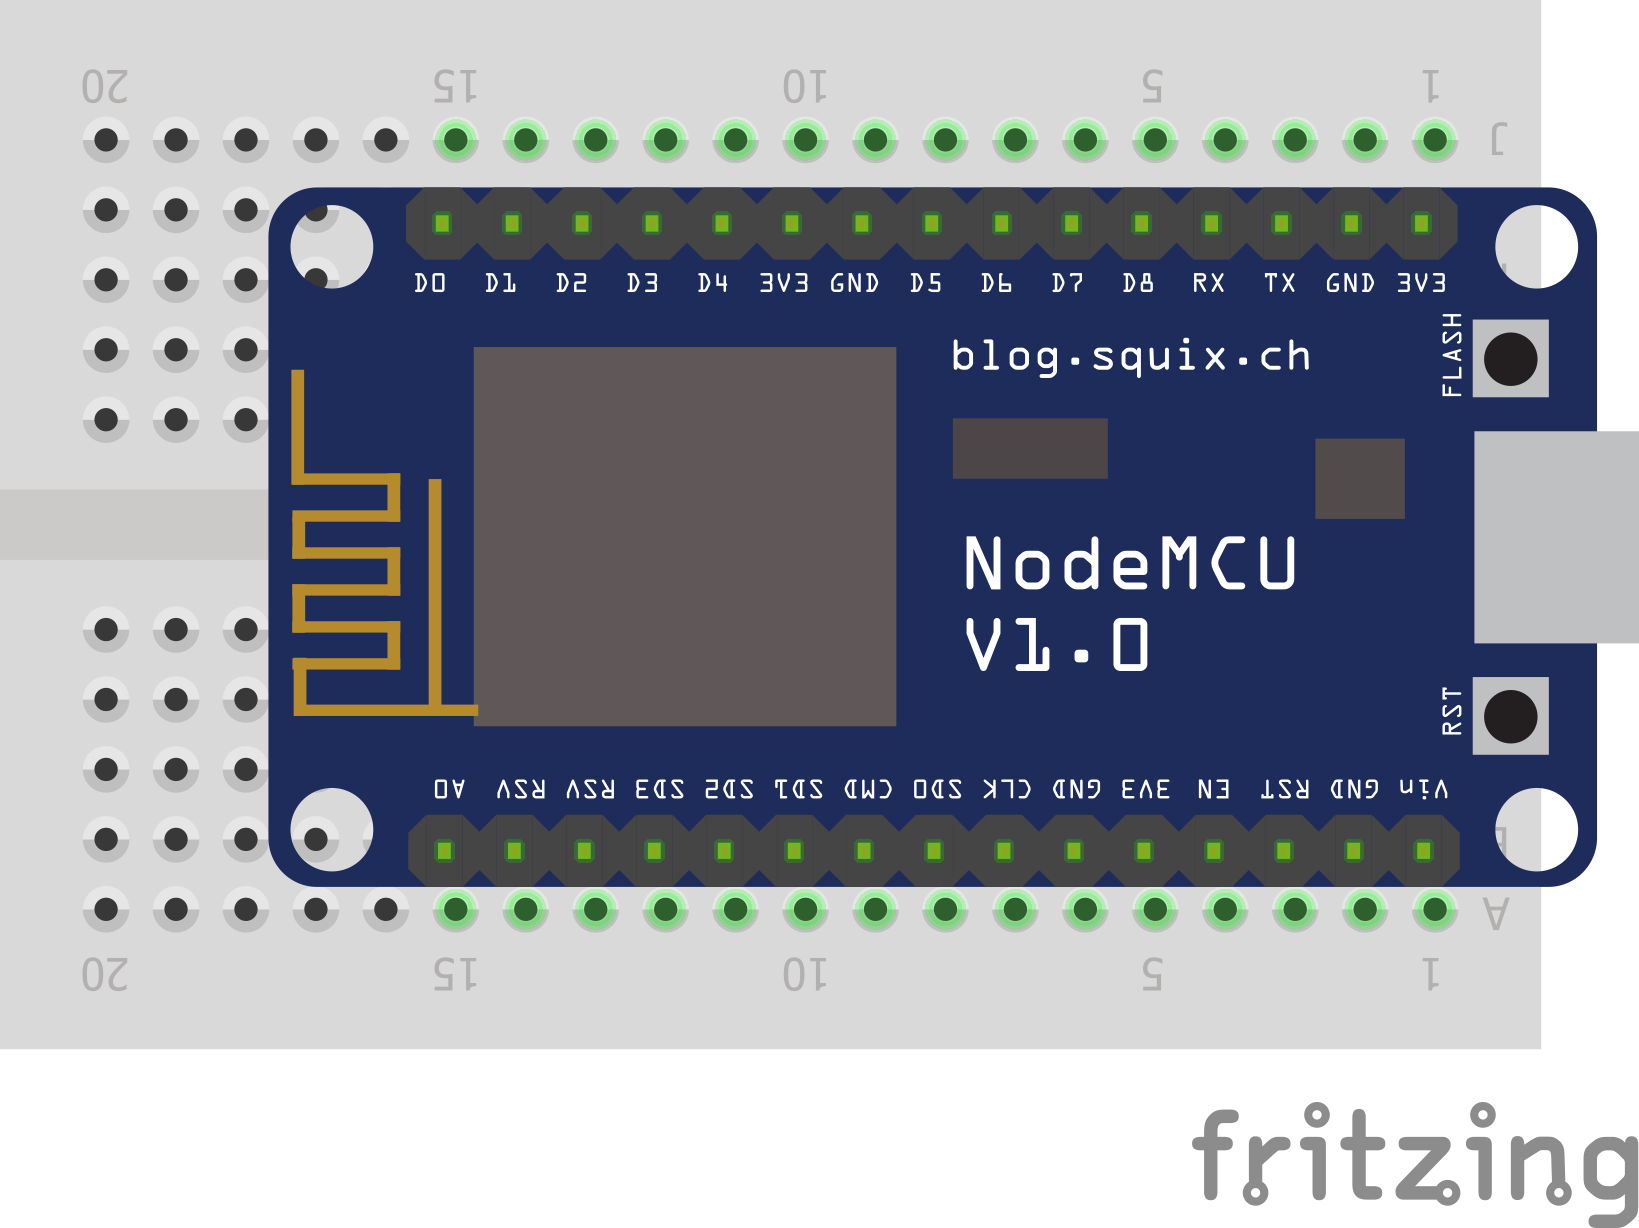 20 15 10 5 1
J
D0 D1 D2 D3 D4 3V3 GND D5 D6 D7 D8 RX TX GND 3V3
FLASH
blog.squix.ch
NodeMCU
V1.0
RST
A0 RSV RSV SD3 SD2 SD1 CMD SD0 CLK GND 3V3 EN RST GND Vin
A
20 15 10 5 1
fritzing